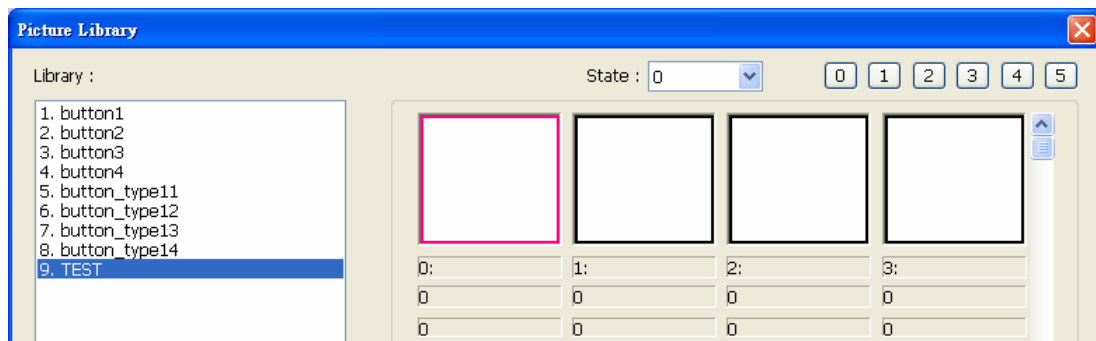 Picture Library
Library :
State : 0
0 1 2 3 4 5
1. button1
2. button2
3. button3
4. button4
5. button_type11
6. button_type12
7. button_type13
8. button_type14
9. TEST
0: 1: 2: 3:
0 0 0 0
0 0 0 0